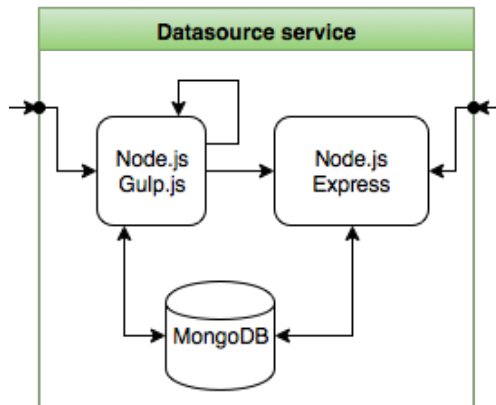 Datasource service
Node.js
Gulp.js
Node.js
Express
MongoDB